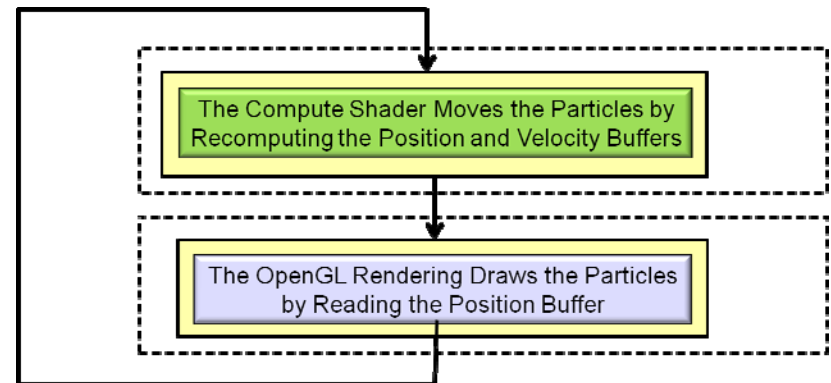 The Compute Shader Moves the Particles by
Recomputing the Position and Velocity Buffers
The OpenGL Rendering Draws the Particles
by Reading the Position Buffer